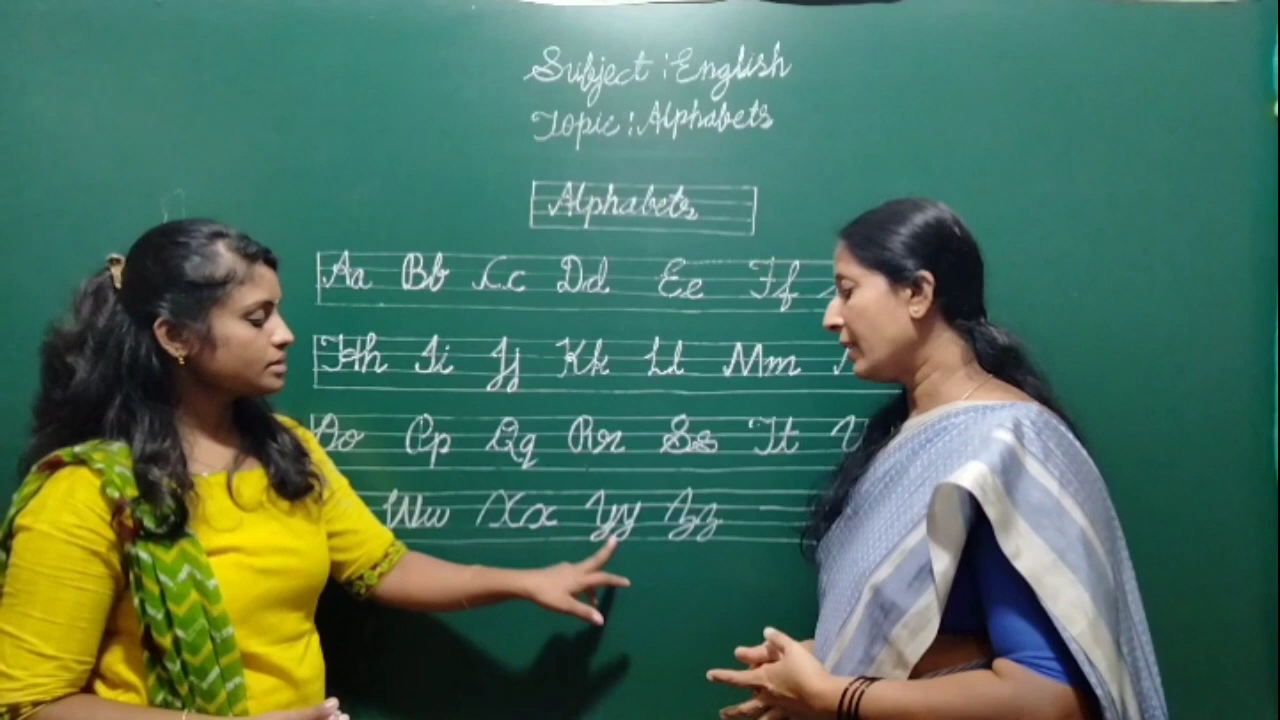 Subject : English
Topic : Alphabets
Alphabets
Aa Bb Cc Dd Ee Ff
Hh Ii Jj Kk Ll Mm
Oo Pp Qq Rr Ss Tt
Ww Xx Yy Zz